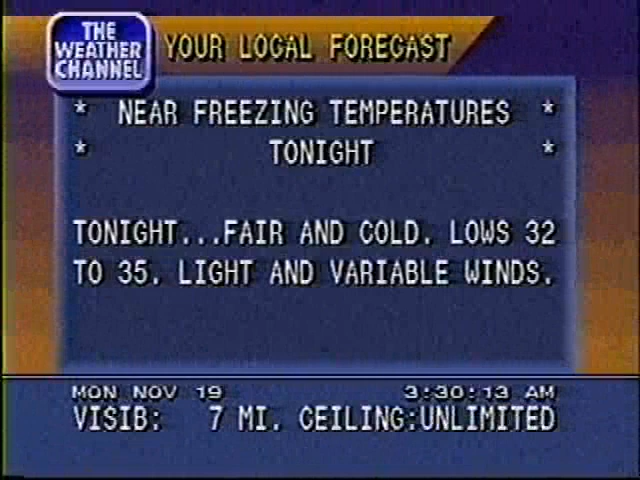 THE
WEATHER
CHANNEL
YOUR LOCAL FORECAST
* NEAR FREEZING TEMPERATURES *
* TONIGHT *
TONIGHT...FAIR AND COLD. LOWS 32
TO 35. LIGHT AND VARIABLE WINDS.
MON NOV 19 3:30:13 AM
VISIB: 7 MI. CEILING:UNLIMITED